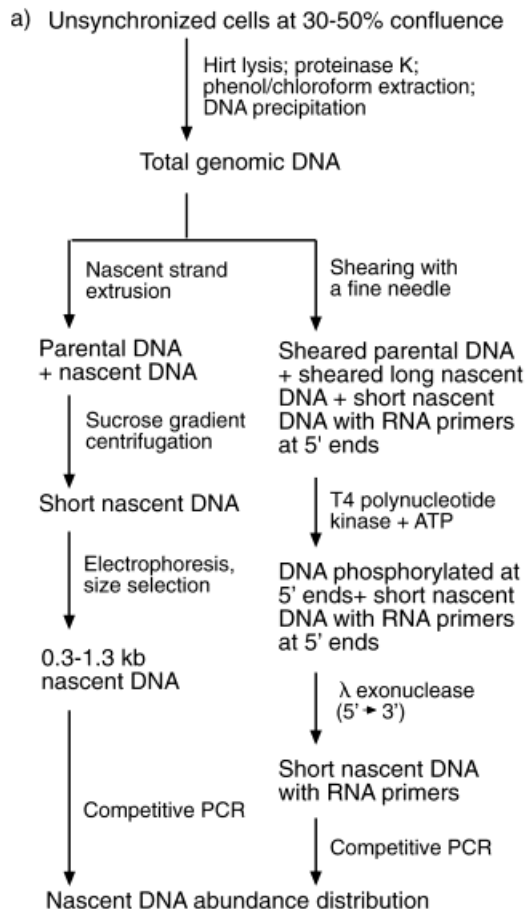 a) Unsynchronized cells at 30-50% confluence
Hirt lysis; proteinase K;
phenol/chloroform extraction;
DNA precipitation
Total genomic DNA
Nascent strand
extrusion
Parental DNA
+ nascent DNA
Sucrose gradient
centrifugation
Short nascent DNA
Electrophoresis,
size selection
0.3-1.3 kb
nascent DNA
Competitive PCR
Shearing with
a fine needle
Sheared parental DNA
+ sheared long nascent
DNA + short nascent
DNA with RNA primers
at 5' ends
T4 polynucleotide
kinase + ATP
DNA phosphorylated at
5’ ends+ short nascent
DNA with RNA primers
at 5’ ends
λ exonuclease
(5’ → 3’)
Short nascent DNA
with RNA primers
Competitive PCR
Nascent DNA abundance distribution